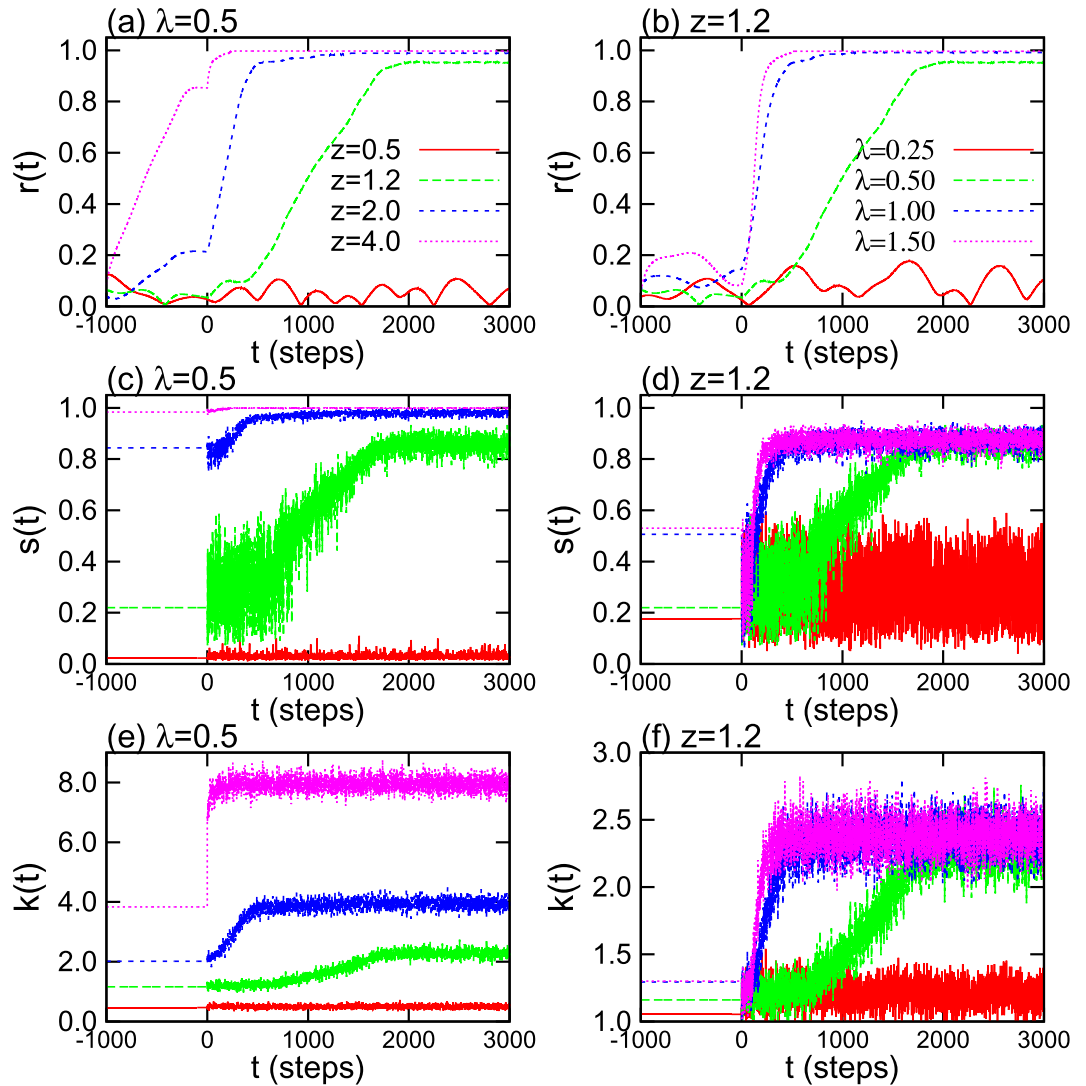 (a) λ=0.5
1.0
0.8
0.6
0.4
0.2
0.0
r(t)
z=0.5
z=1.2
z=2.0
z=4.0
-1000 0 1000 2000 3000
t (steps)
(b) z=1.2
1.0
0.8
0.6
0.4
0.2
0.0
r(t)
λ=0.25
λ=0.50
λ=1.00
λ=1.50
-1000 0 1000 2000 3000
t (steps)
(c) λ=0.5
1.0
0.8
0.6
0.4
0.2
0.0
s(t)
-1000 0 1000 2000 3000
t (steps)
(d) z=1.2
1.0
0.8
0.6
0.4
0.2
0.0
s(t)
-1000 0 1000 2000 3000
t (steps)
(e) λ=0.5
8.0
6.0
4.0
2.0
0.0
k(t)
-1000 0 1000 2000 3000
t (steps)
(f) z=1.2
3.0
2.5
2.0
1.5
1.0
k(t)
-1000 0 1000 2000 3000
t (steps)